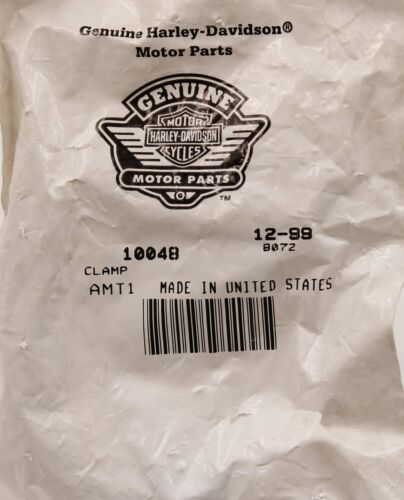 Genuine Harley-Davidson®
Motor Parts
GENUINE
MOTOR
HARLEY-DAVIDSON
CYCLES
MOTOR PARTS
™
12-99
10048
8072
CLAMP
AMT1 MADE IN UNITED STATES